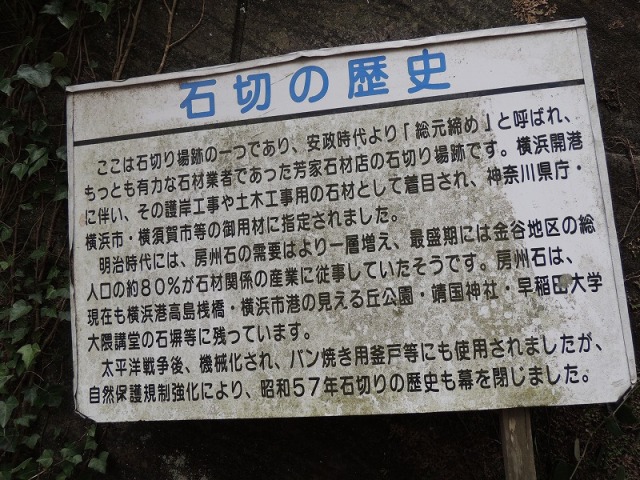 石切の歴史
ここは石切り場跡の一つであり、安政時代より「総元締め」と呼ばれ、
もっとも有力な石材業者であった芳家石材店の石切り場跡です。横浜開港
に伴い、その護岸工事や土木工事用の石材として着目され、神奈川県庁・
横浜市・横須賀市等の御用材に指定されました。
明治時代には、房州石の需要はより一層増え、最盛期には金谷地区の総
人口の約80%が石材関係の産業に従事していたそうです。房州石は、
現在も横浜港高島桟橋・横浜市港の見える丘公園・靖国神社・早稲田大学
大隈講堂の石塀等に残っています。
太平洋戦争後、機械化され、パン焼き用釜戸等にも使用されましたが、
自然保護規制強化により、昭和57年石切りの歴史も幕を閉じました。